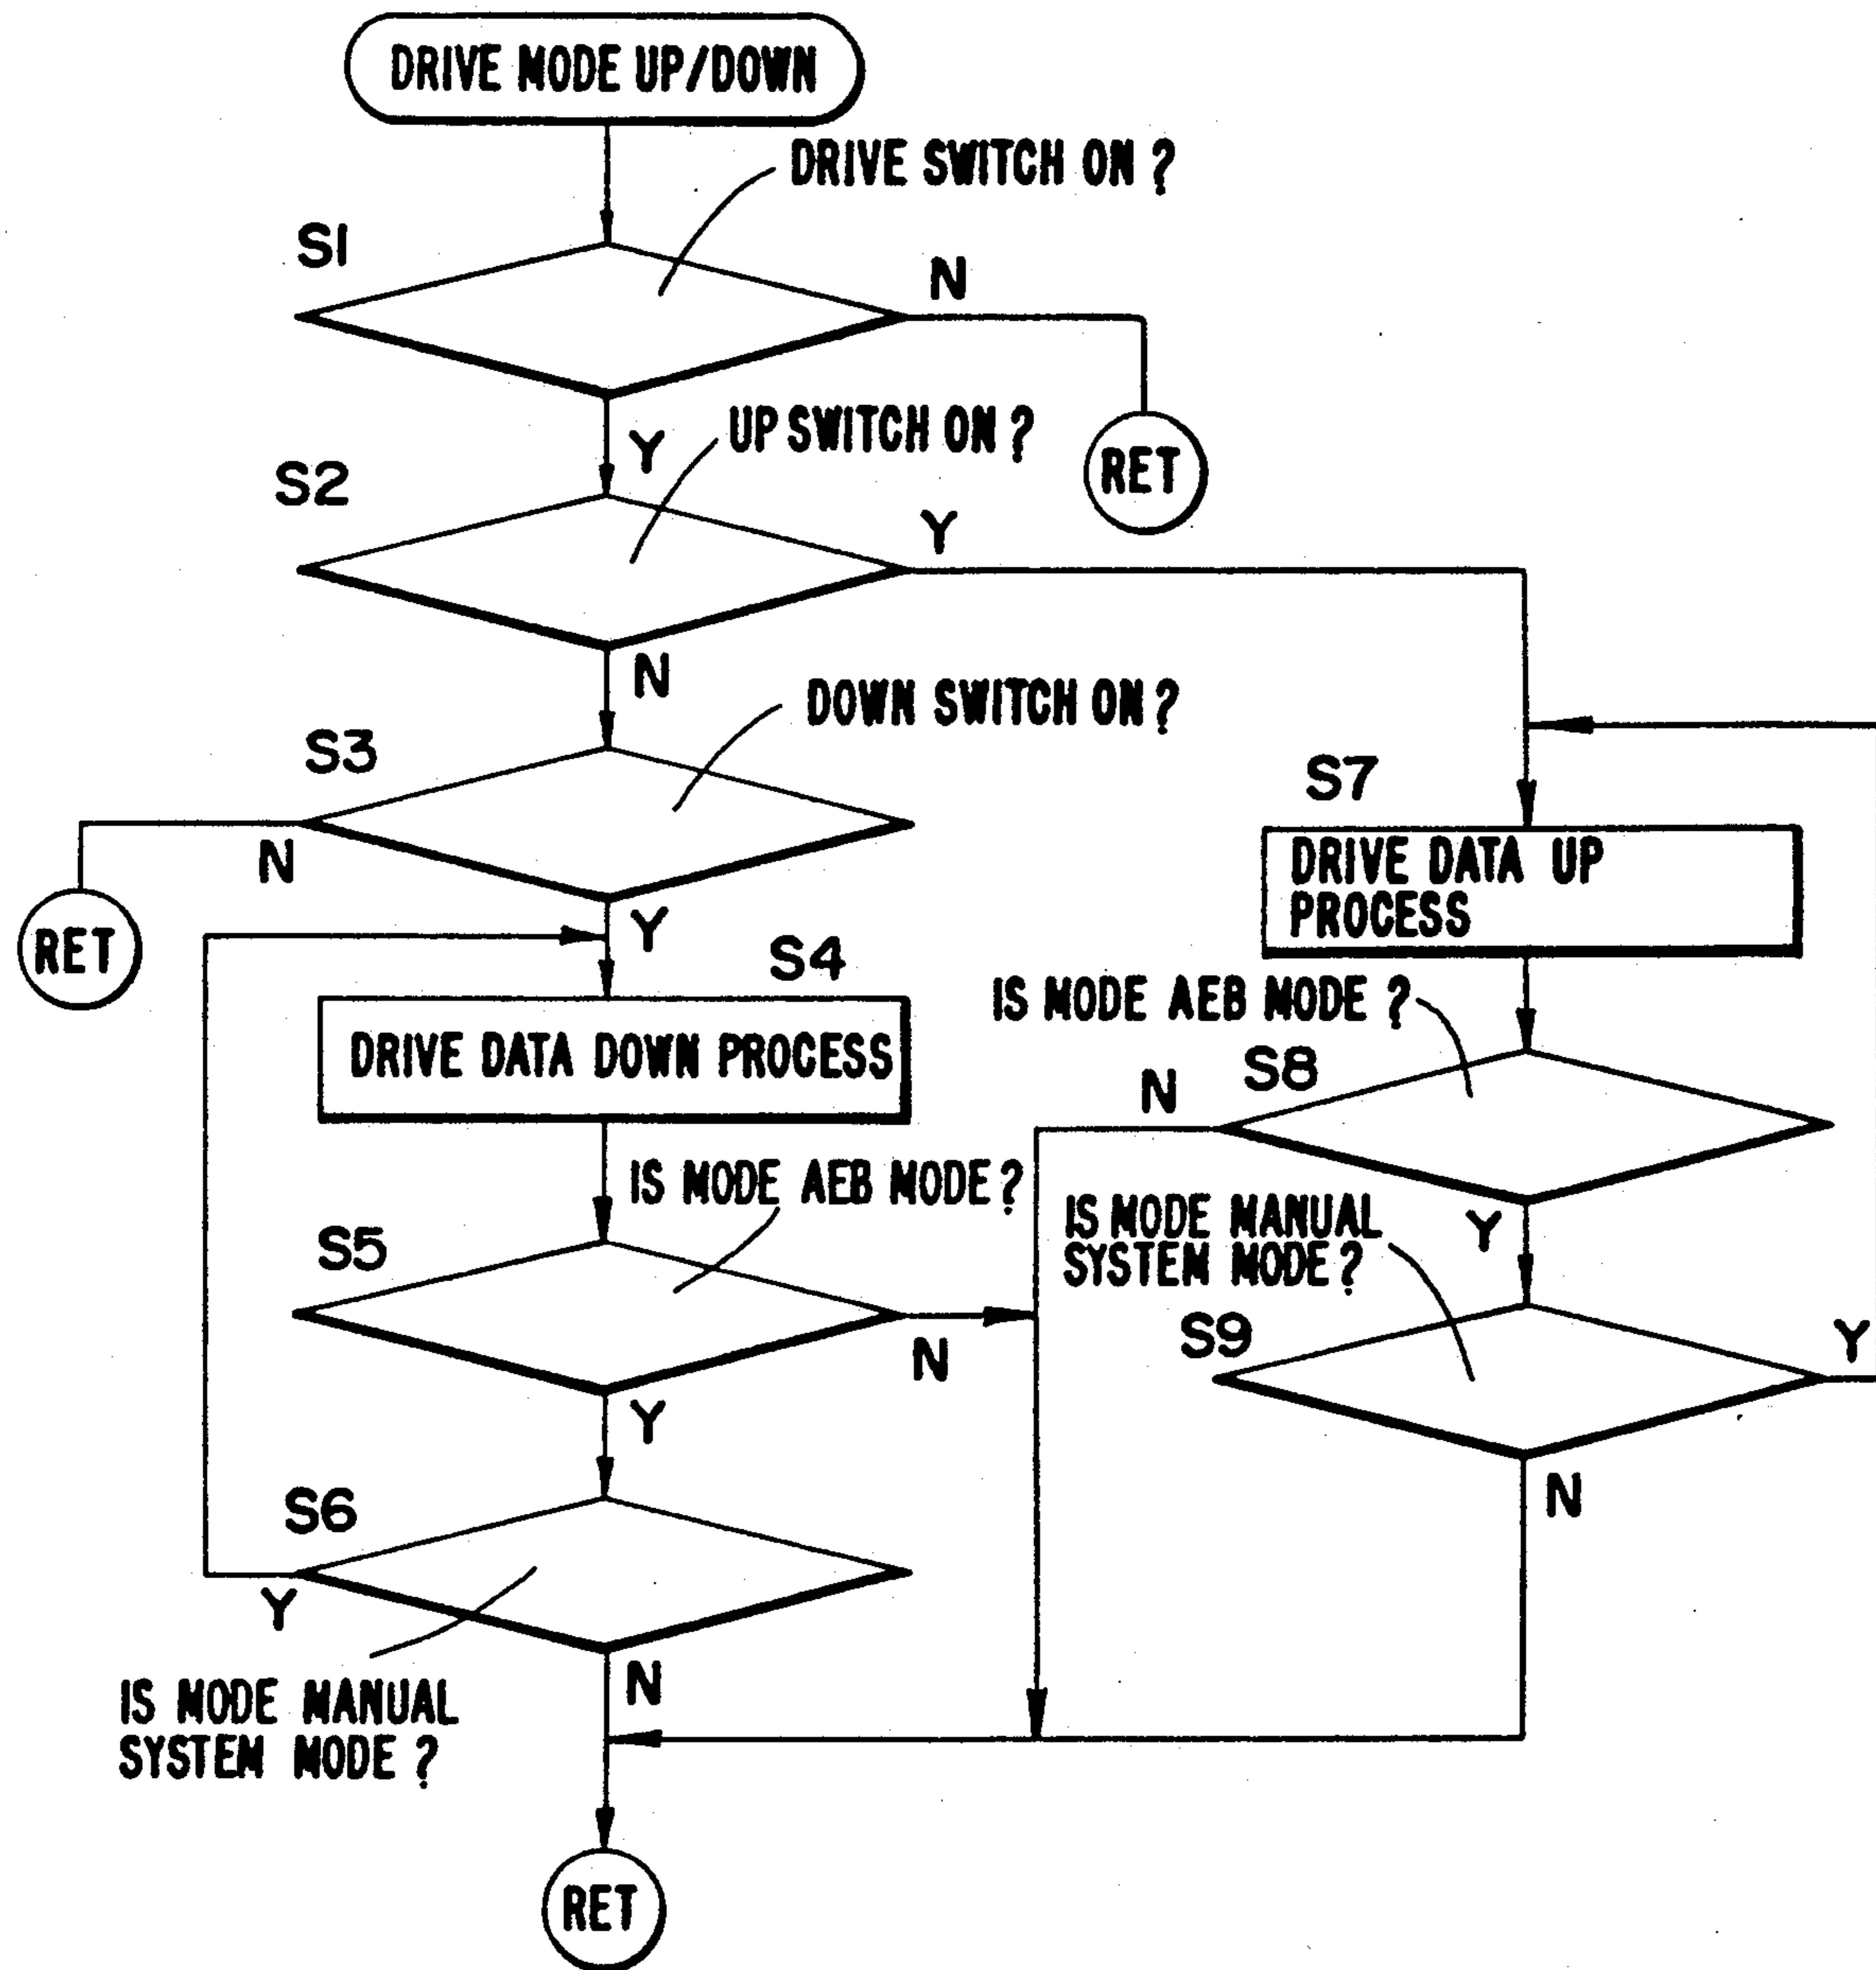 DRIVE MODE UP/DOWN
DRIVE SWITCH ON ?
S1
N
RET
Y
UP SWITCH ON ?
S2
Y
N
DOWN SWITCH ON ?
S3
N
RET
Y
S4
DRIVE DATA DOWN PROCESS
IS MODE AEB MODE ?
S5
N
Y
S6
Y
N
IS MODE MANUAL
SYSTEM MODE ?
RET
S7
DRIVE DATA UP
PROCESS
IS MODE AEB MODE ?
S8
N
Y
IS MODE MANUAL
SYSTEM MODE ?
S9
Y
N